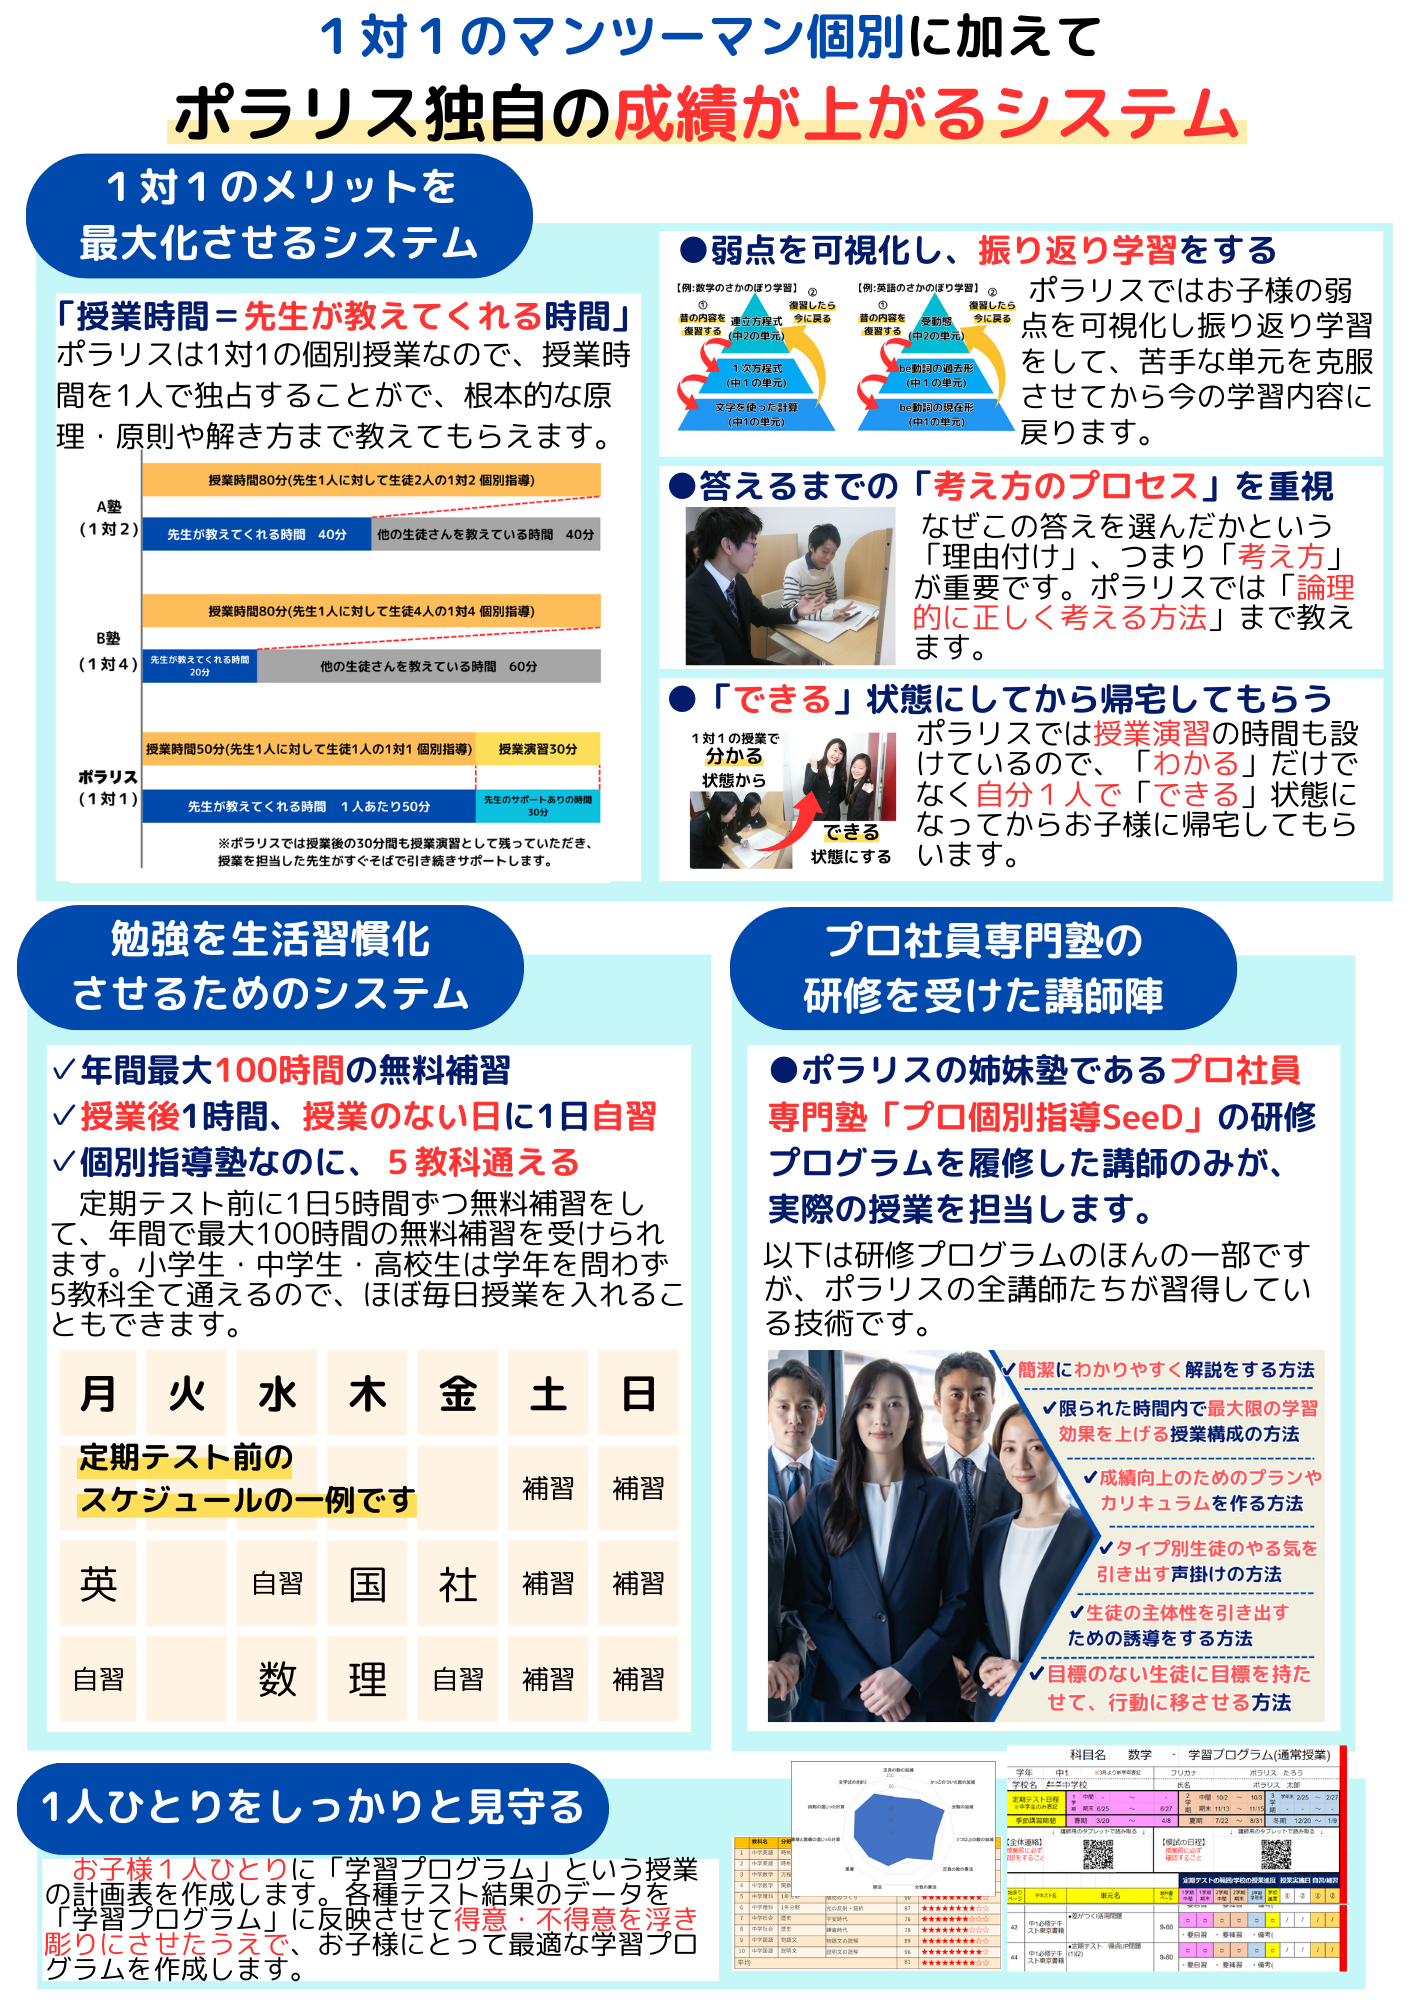 １対１のマンツーマン個別に加えて
ポラリス独自の成績が上がるシステム
１対１のメリットを
最大化させるシステム
「授業時間＝先生が教えてくれる時間」
ポラリスは1対1の個別授業なので、授業時
間を1人で独占することがで、根本的な原
理・原則や解き方まで教えてもらえます。
授業時間80分(先生1人に対して生徒2人の1対2 個別指導)
A塾
(１対２)
先生が教えてくれる時間　40分
他の生徒さんを教えている時間　40分
授業時間80分(先生1人に対して生徒4人の1対4 個別指導)
B塾
(１対４)
先生が教えてくれる時間
20分
他の生徒さんを教えている時間　60分
授業時間50分(先生1人に対して生徒1人の1対1 個別指導)
授業演習30分
ポラリス
(１対１)
先生が教えてくれる時間　１人あたり50分
先生のサポートありの時間
30分
※ポラリスでは授業後の30分間も授業演習として残っていただき、
授業を担当した先生がすぐそばで引き続きサポートします。
●弱点を可視化し、振り返り学習をする
【例:数学のさかのぼり学習】
①
昔の内容を
復習する
②
復習したら
今に戻る
連立方程式
(中2の単元)
１次方程式
(中１の単元)
文字を使った計算
(中1の単元)
【例:英語のさかのぼり学習】
①
昔の内容を
復習する
②
復習したら
今に戻る
受動態
(中2の単元)
be動詞の過去形
(中１の単元)
be動詞の現在形
(中1の単元)
ポラリスではお子様の弱
点を可視化し振り返り学習
をして、苦手な単元を克服
させてから今の学習内容に
戻ります。
●答えるまでの「考え方のプロセス」を重視
なぜこの答えを選んだかという
「理由付け」、つまり「考え方」
が重要です。ポラリスでは「論理
的に正しく考える方法」まで教え
ます。
●「できる」状態にしてから帰宅してもらう
１対１の授業で
分かる
状態から
できる
状態にする
ポラリスでは授業演習の時間も設
けているので、「わかる」だけで
なく自分１人で「できる」状態に
なってからお子様に帰宅してもら
います。
勉強を生活習慣化
させるためのシステム
✓年間最大100時間の無料補習
✓授業後1時間、授業のない日に1日自習
✓個別指導塾なのに、５教科通える
定期テスト前に1日5時間ずつ無料補習をし
て、年間で最大100時間の無料補習を受けられ
ます。小学生・中学生・高校生は学年を問わず
5教科全て通えるので、ほぼ毎日授業を入れるこ
ともできます。
月 火 水 木 金 土 日
定期テスト前の
スケジュールの一例です
補習 補習
英 自習 国 社 補習 補習
自習 数 理 自習 補習 補習
プロ社員専門塾の
研修を受けた講師陣
●ポラリスの姉妹塾であるプロ社員
専門塾「プロ個別指導SeeD」の研修
プログラムを履修した講師のみが、
実際の授業を担当します。
以下は研修プログラムのほんの一部です
が、ポラリスの全講師たちが習得してい
る技術です。
✓簡潔にわかりやすく解説をする方法
✓限られた時間内で最大限の学習
効果を上げる授業構成の方法
✓成績向上のためのプランや
カリキュラムを作る方法
✓タイプ別生徒のやる気を
引き出す声掛けの方法
✓生徒の主体性を引き出す
ための誘導をする方法
✓目標のない生徒に目標を持た
せて、行動に移させる方法
1人ひとりをしっかりと見守る
お子様１人ひとりに「学習プログラム」という授業
の計画表を作成します。各種テスト結果のデータを
「学習プログラム」に反映させて得意・不得意を浮き
彫りにさせたうえで、お子様にとって最適な学習プロ
グラムを作成します。
科目名　数学　-　学習プログラム(通常授業)
学年　中1
フリガナ　ポラリス たろう
氏名　ポラリス 太郎
定期テスト日程
季節講習期間
春期 3/20 ～ 4/8
夏期 7/22 ～ 8/31
冬期 12/20 ～ 1/9
【全体連絡】
【模試の日程】
単元名